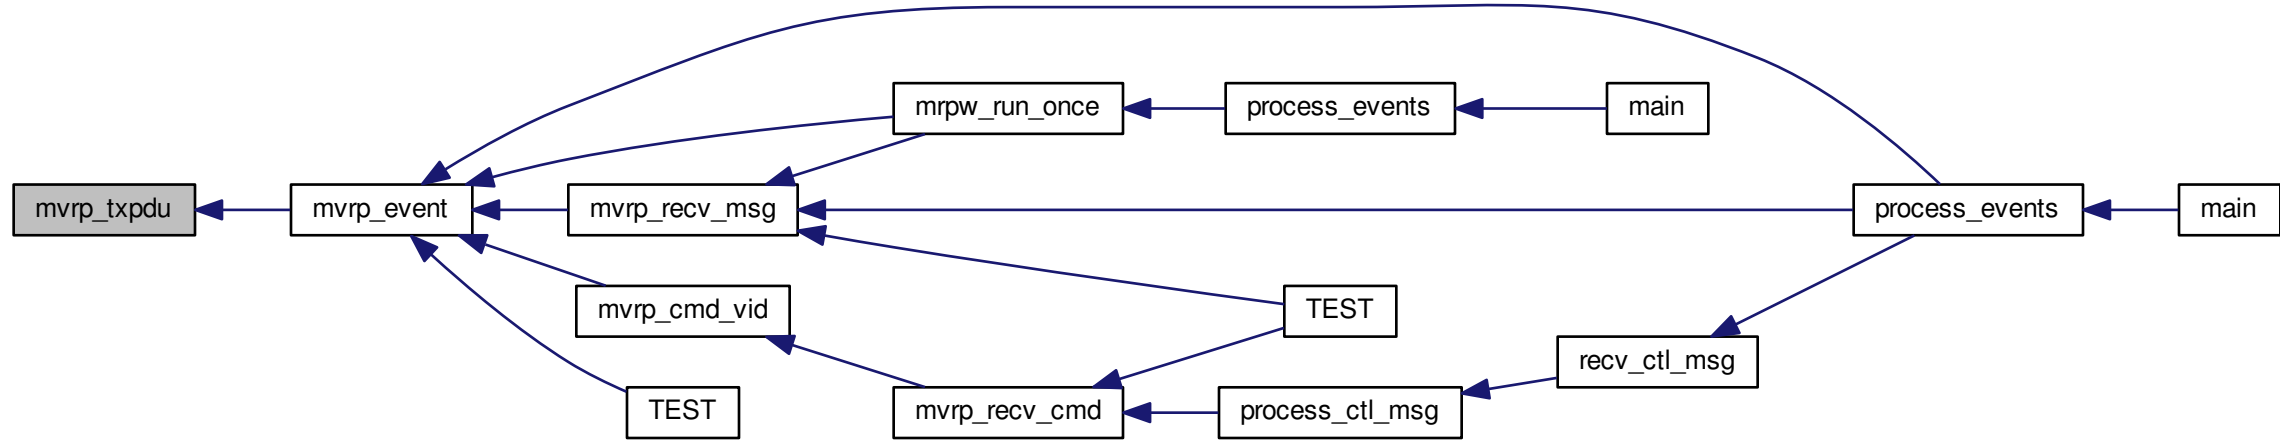 mrpw_run_once
process_events
main
mvrp_txpdu
mvrp_event
mvrp_recv_msg
process_events
main
mvrp_cmd_vid
TEST
recv_ctl_msg
TEST
mvrp_recv_cmd
process_ctl_msg